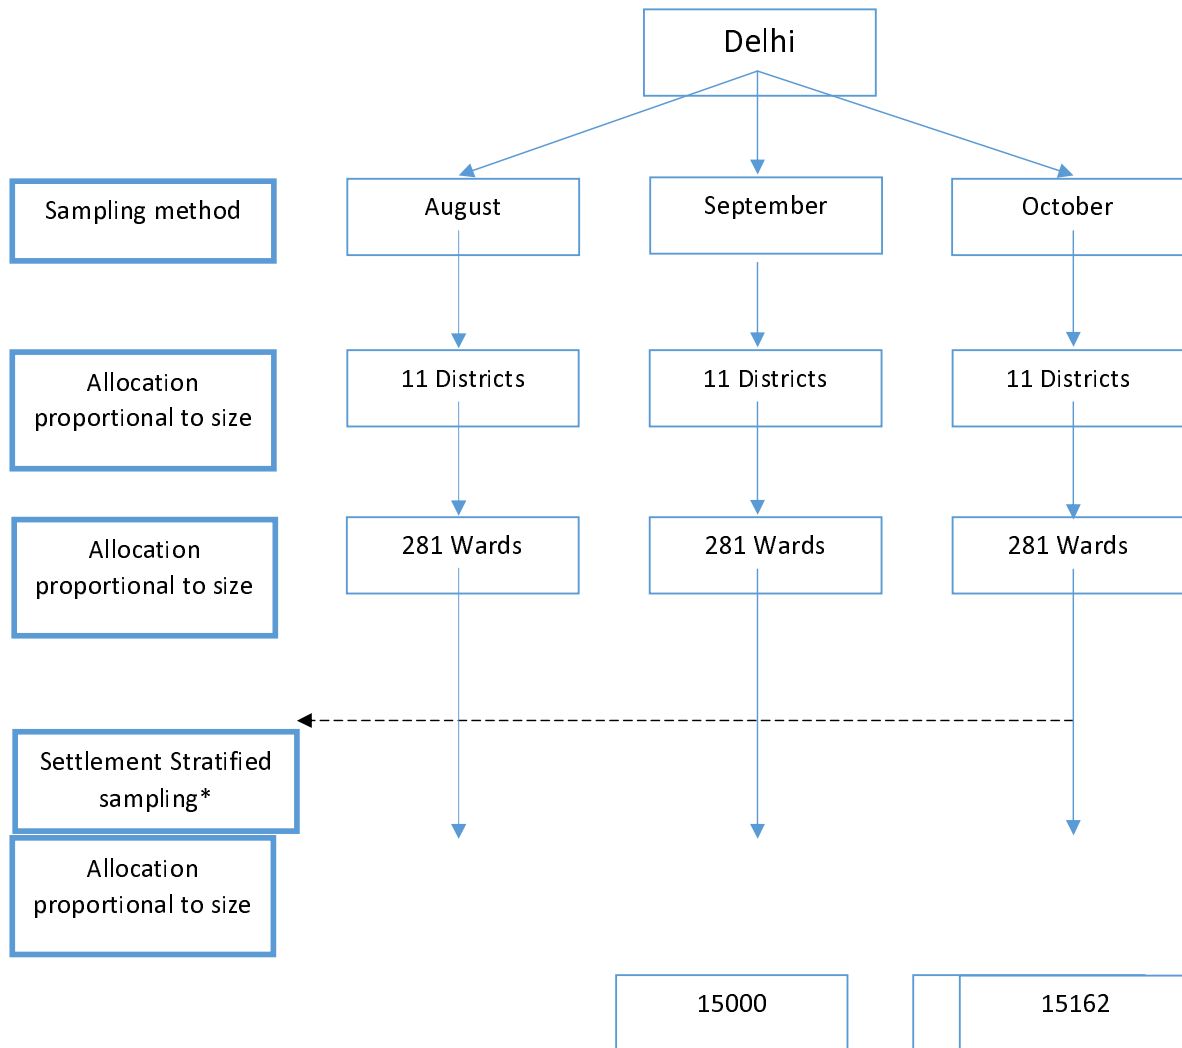 Delhi
Sampling method
August
September
October
Allocation
proportional to size
11 Districts
11 Districts
11 Districts
Allocation
proportional to size
281 Wards
281 Wards
281 Wards
Settlement Stratified
sampling*
Allocation
proportional to size
15000
15162